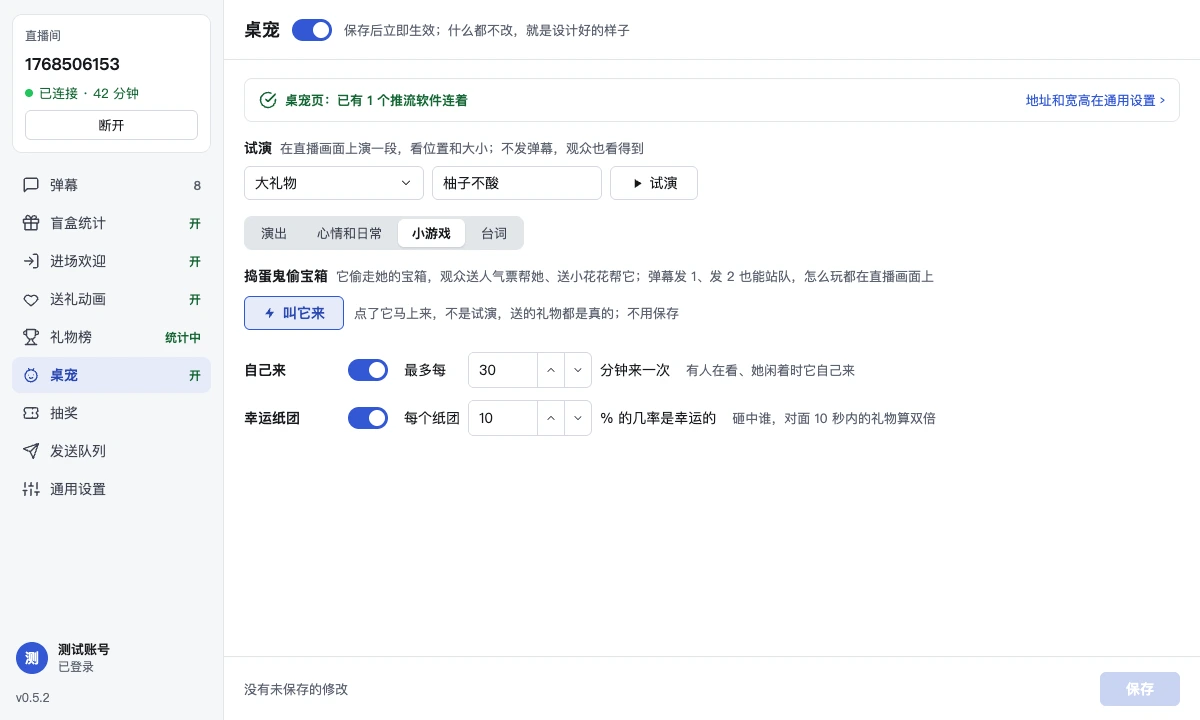 直播间
1768506153
已连接 · 42 分钟
断开
弹幕 8
盲盒统计 开
进场欢迎 开
送礼动画 开
礼物榜 统计中
桌宠 开
抽奖
发送队列
通用设置
测 测试账号
已登录
v0.5.2
桌宠 保存后立即生效；什么都不改，就是设计好的样子
桌宠页：已有 1 个推流软件连着 地址和宽高在通用设置 ›
试演 在直播画面上演一段，看位置和大小；不发弹幕，观众也看得到
大礼物 柚子不酸 试演
演出 心情和日常 小游戏 台词
捣蛋鬼偷宝箱 它偷走她的宝箱，观众送人气票帮她、送小花花帮它；弹幕发 1、发 2 也能站队，怎么玩都在直播画面上
叫它来 点了它马上来，不是试演，送的礼物都是真的；不用保存
自己来 最多每 30 分钟来一次 有人在看、她闲着时它自己来
幸运纸团 每个纸团 10 % 的几率是幸运的 砸中谁，对面 10 秒内的礼物算双倍
没有未保存的修改 保存